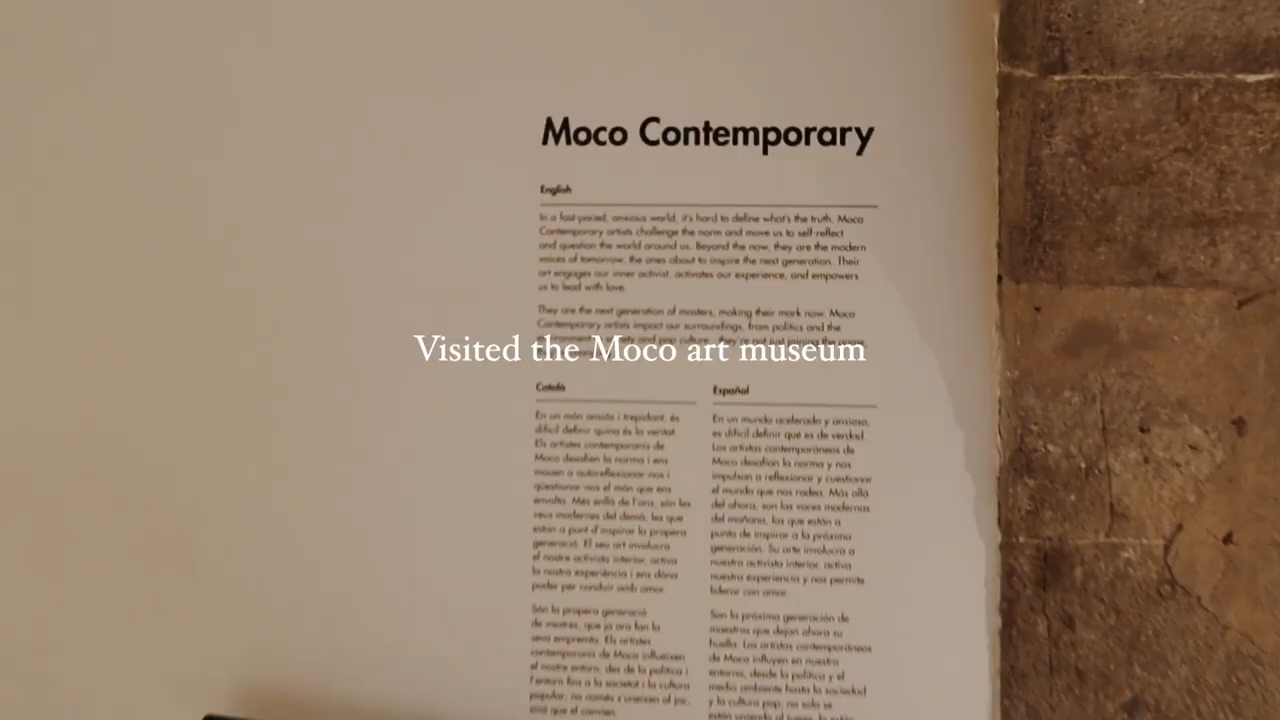 Moco Contemporary
English
In a fast-paced, anxious world, it's hard to define what's the truth. Moco
Contemporary artists challenge the norm and move us to self-reflect
and question the world around us. Beyond the now, they are the modern
voices of tomorrow, the ones about to inspire the next generation. Their
art engages our inner activist, activates our experience, and empowers
us to lead with love.
They are the next generation of masters, making their mark now. Moco
Contemporary artists impact our surroundings, from politics and the
and pop culture
Visited the Moco art museum
Català
En un món ansiós i trepidant, és
difícil definir quina és la veritat.
Els artistes contemporanis de
Moco desafien la norma i ens
mouen a autoreflexionar-nos i
qüestionar-nos el món que ens
envolta. Més enllà de l'ara, són les
veus modernes del demà, les que
estan a punt d'inspirar la propera
generació. El seu art involucra
el nostre activista interior, activa
la nostra experiència i ens dóna
poder per conduir amb amor.
Són la propera generació
de mestres, que ja ara fan la
seva empremta. Els artistes
contemporanis de Moco influeixen
el nostre entorn, des de la política i
l'entorn fins a la societat i la cultura
popular; no només s'uneixen al joc,
sinó que el canvien.
Español
En un mundo acelerado y ansioso,
es difícil definir qué es de verdad.
Los artistas contemporáneos de
Moco desafían la norma y nos
impulsan a reflexionar y cuestionar
el mundo que nos rodea. Más allá
del ahora, son las voces modernas
del mañana, las que están a
punto de inspirar a la próxima
generación. Su arte involucra a
nuestra activista interior, activa
nuestra experiencia y nos permite
liderar con amor.
Son la próxima generación de
maestros que dejan ahora su
huella. Los artistas contemporáneos
de Moco influyen en nuestro
entorno, desde la política y el
medio ambiente hasta la sociedad
y la cultura pop; no sólo se
están uniendo al juego, lo están